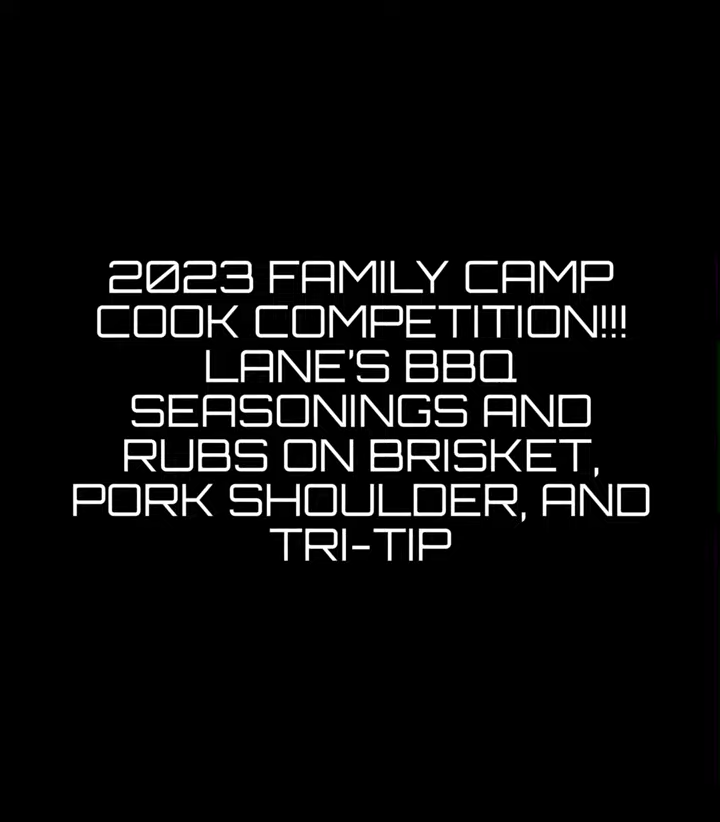 2023 FAMILY CAMP
COOK COMPETITION!!!
LANE'S BBQ
SEASONINGS AND
RUBS ON BRISKET,
PORK SHOULDER, AND
TRI-TIP